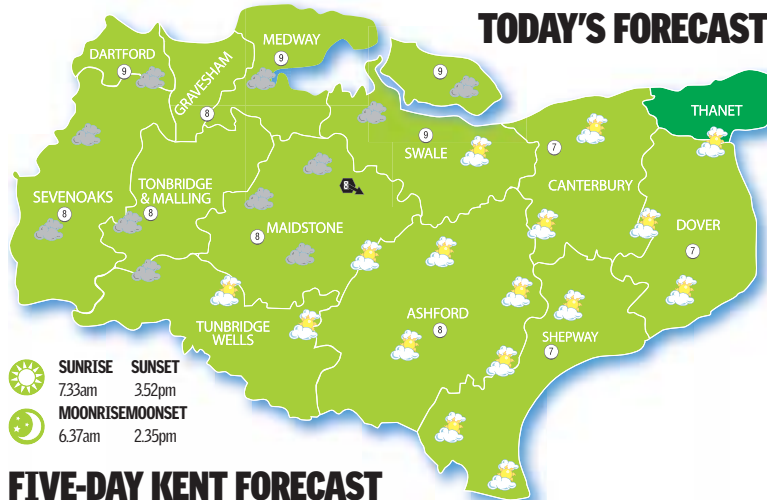 TODAY'S FORECAST
MEDWAY
9
DARTFORD
9
GRAVESHAM
8
9
THANET
9
SWALE
7
CANTERBURY
SEVENOAKS
8
TONBRIDGE
& MALLING
8
8
8 MAIDSTONE
DOVER
7
ASHFORD
8
TUNBRIDGE
WELLS
SHEPWAY
7
SUNRISE SUNSET
7.33am 3.52pm
MOONRISEMOONSET
6.37am 2.35pm
FIVE-DAY KENT FORECAST